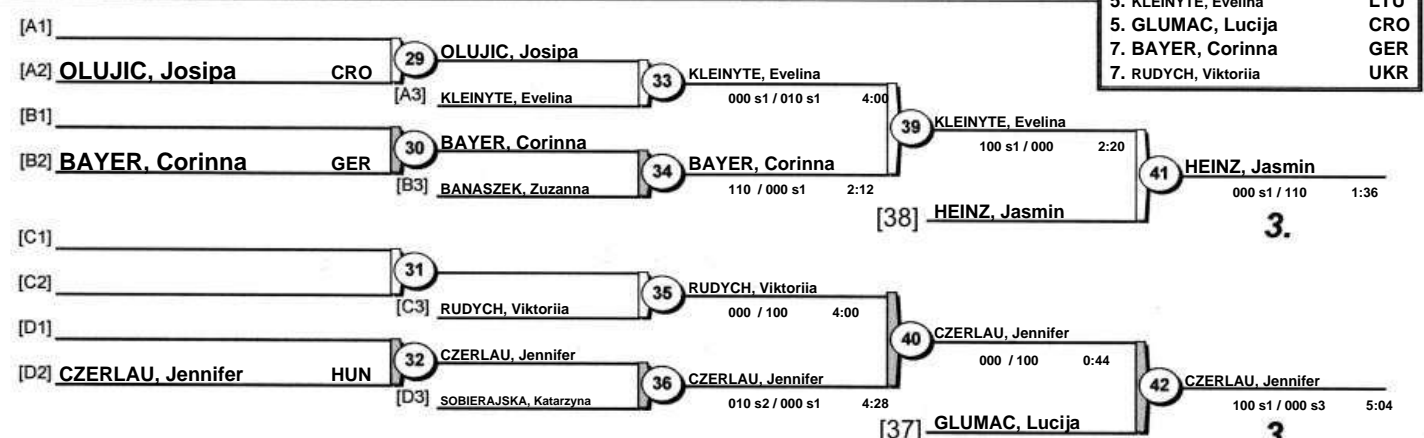 5. KLEINYTE, Evelina LTU
5. GLUMAC, Lucija CRO
7. BAYER, Corinna GER
7. RUDYCH, Viktoriia UKR
[A1]
29 OLUJIC, Josipa
[A2] OLUJIC, Josipa CRO
33 KLEINYTE, Evelina
[A3] KLEINYTE, Evelina
000 s1 / 010 s1 4:00
[B1]
39 KLEINYTE, Evelina
100 s1 / 000 2:20
30 BAYER, Corinna
[B2] BAYER, Corinna GER
34 BAYER, Corinna
[B3] BANASZEK, Zuzanna
110 / 000 s1 2:12
41 HEINZ, Jasmin
000 s1 / 110 1:36
[38] HEINZ, Jasmin
3.
[C1]
31
[C2]
35 RUDYCH, Viktoriia
[C3] RUDYCH, Viktoriia
000 / 100 4:00
[D1]
40 CZERLAU, Jennifer
000 / 100 0:44
32 CZERLAU, Jennifer
[D2] CZERLAU, Jennifer HUN
36 CZERLAU, Jennifer
[D3] SOBIERAJSKA, Katarzyna
010 s2 / 000 s1 4:28
42 CZERLAU, Jennifer
100 s1 / 000 s3 5:04
[37] GLUMAC, Lucija
3.